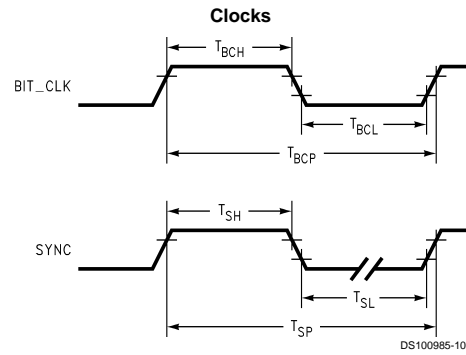 Clocks
T_BCH
BIT_CLK
T_BCL
T_BCP
T_SH
SYNC
T_SL
T_SP
DS100985-10